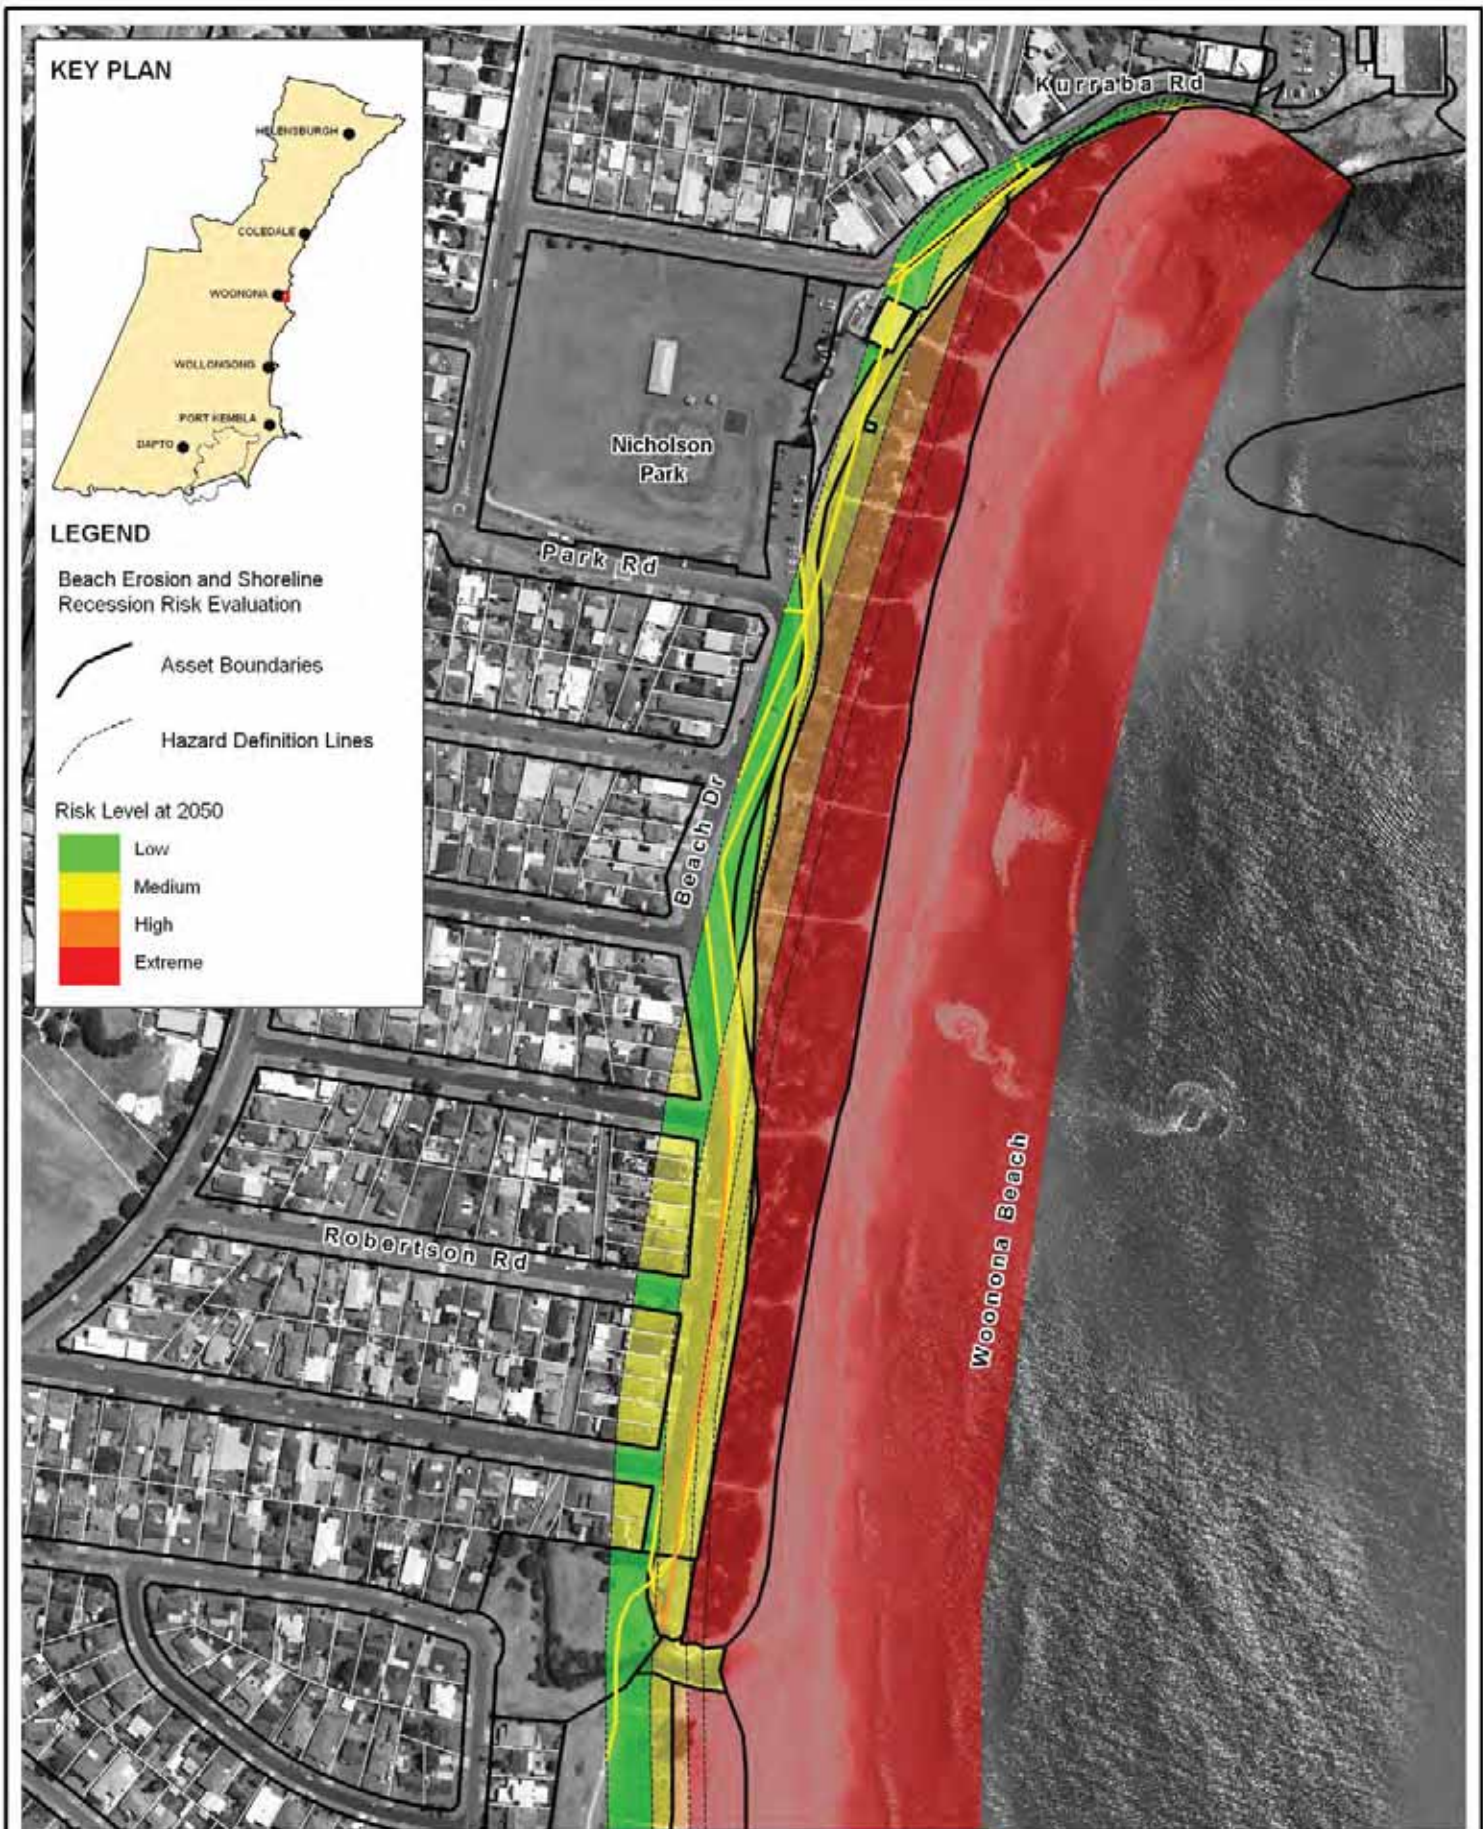 KEY PLAN
HELENSBURGH
COLEDALE
WOONONA
WOLLONGONG
PORT KEMBLA
DAPTO
LEGEND
Beach Erosion and Shoreline
Recession Risk Evaluation
Asset Boundaries
Hazard Definition Lines
Risk Level at 2050
Low
Medium
High
Extreme
Kurraba Rd
Nicholson
Park
Park Rd
Beach Dr
Robertson Rd
Woonona Beach